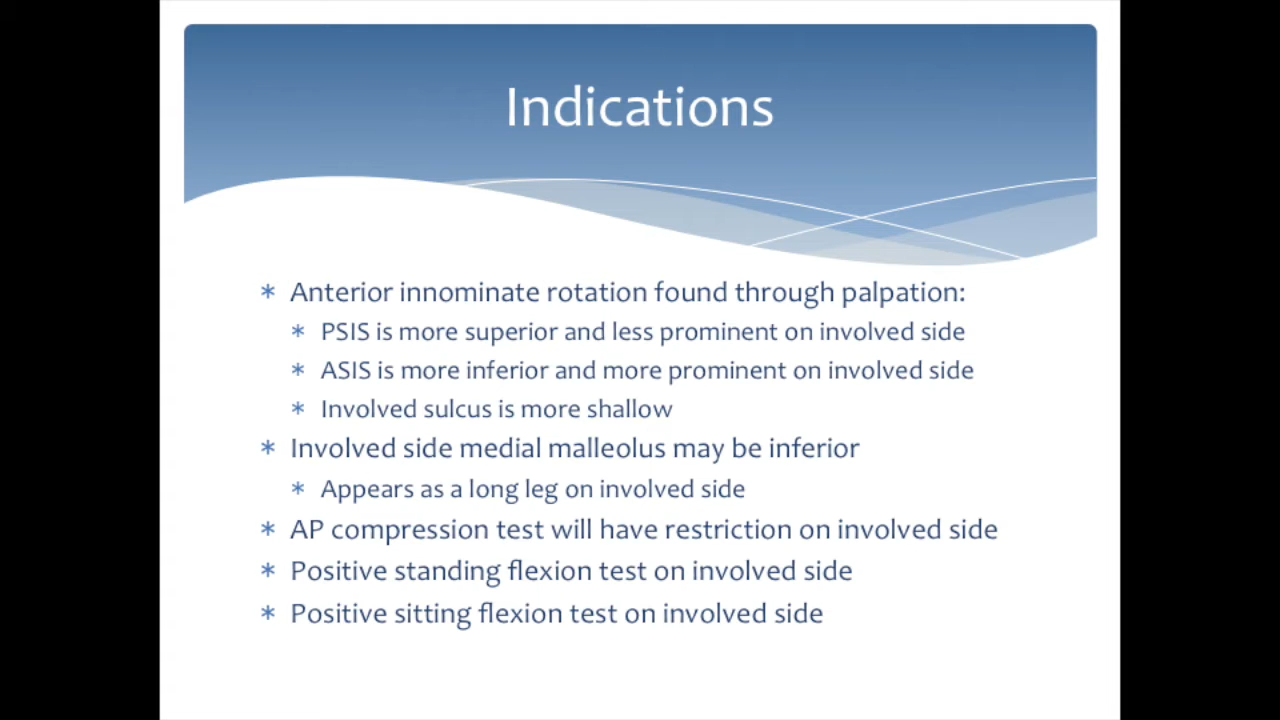 Indications
* Anterior innominate rotation found through palpation:
* PSIS is more superior and less prominent on involved side
* ASIS is more inferior and more prominent on involved side
* Involved sulcus is more shallow
* Involved side medial malleolus may be inferior
* Appears as a long leg on involved side
* AP compression test will have restriction on involved side
* Positive standing flexion test on involved side
* Positive sitting flexion test on involved side